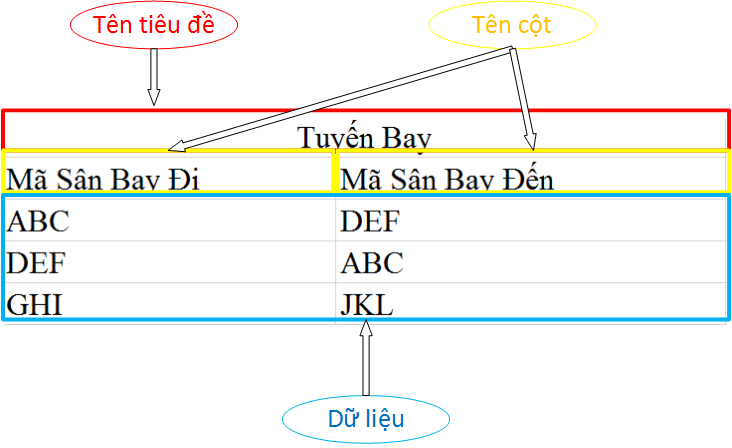 Tên tiêu đề
Tên cột
Tuyến Bay
Mã Sân Bay Đi
Mã Sân Bay Đến
ABC
DEF
DEF
ABC
GHI
JKL
Dữ liệu